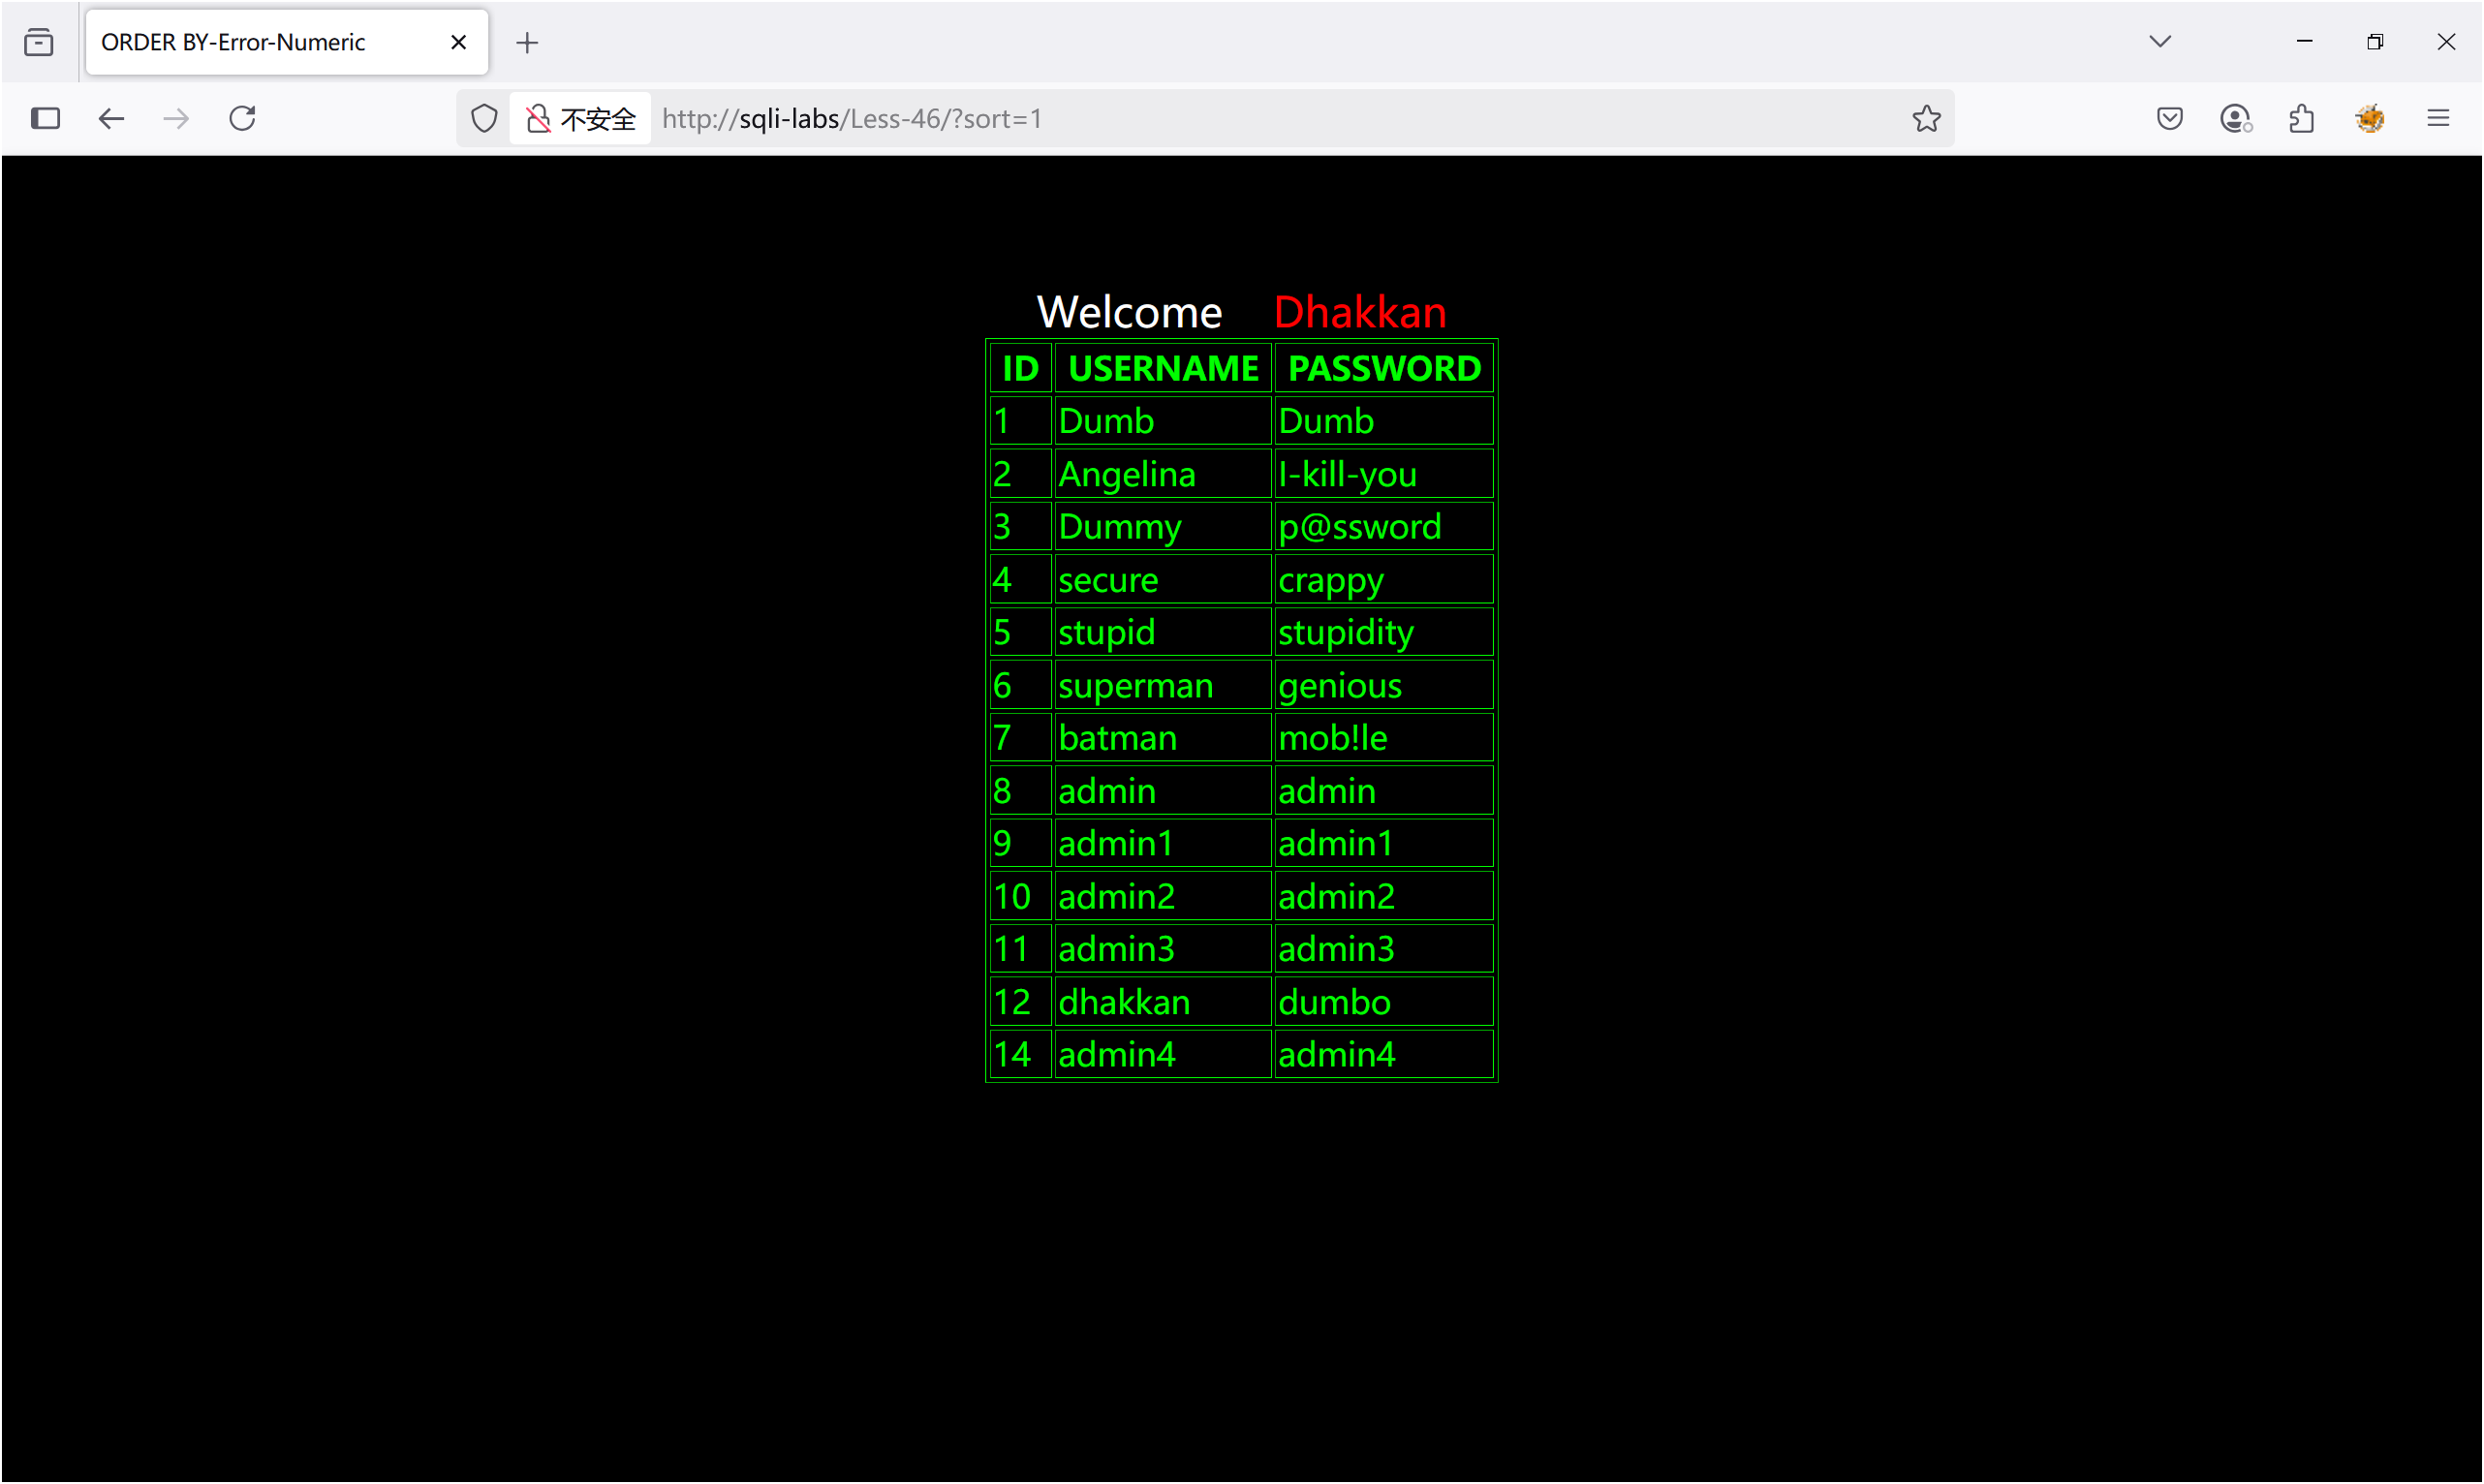 ORDER BY-Error-Numeric
不安全 http://sqli-labs/Less-46/?sort=1
Welcome Dhakkan
ID USERNAME PASSWORD
1 Dumb Dumb
2 Angelina I-kill-you
3 Dummy p@ssword
4 secure crappy
5 stupid stupidity
6 superman genious
7 batman mob!le
8 admin admin
9 admin1 admin1
10 admin2 admin2
11 admin3 admin3
12 dhakkan dumbo
14 admin4 admin4